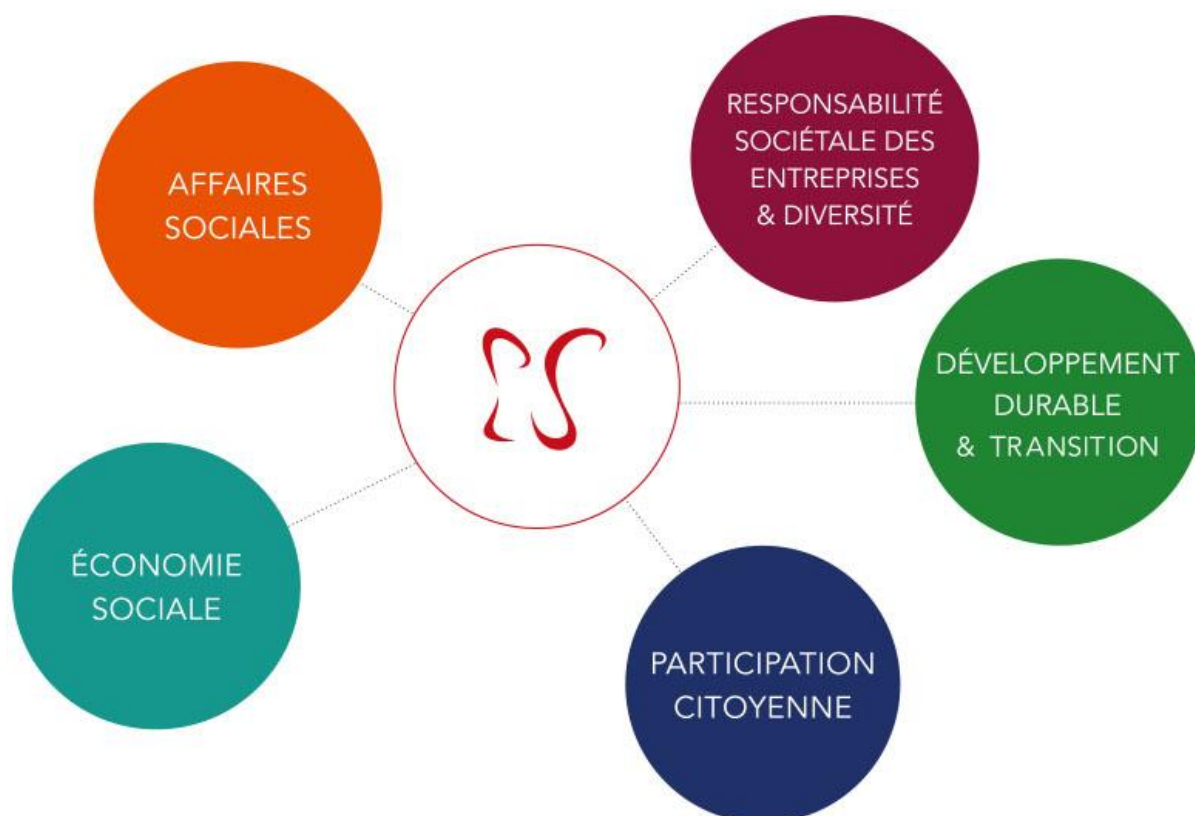 AFFAIRES
SOCIALES
RESPONSABILITÉ
SOCIÉTALE DES
ENTREPRISES
& DIVERSITÉ
DÉVELOPPEMENT
DURABLE
& TRANSITION
ÉCONOMIE
SOCIALE
PARTICIPATION
CITOYENNE